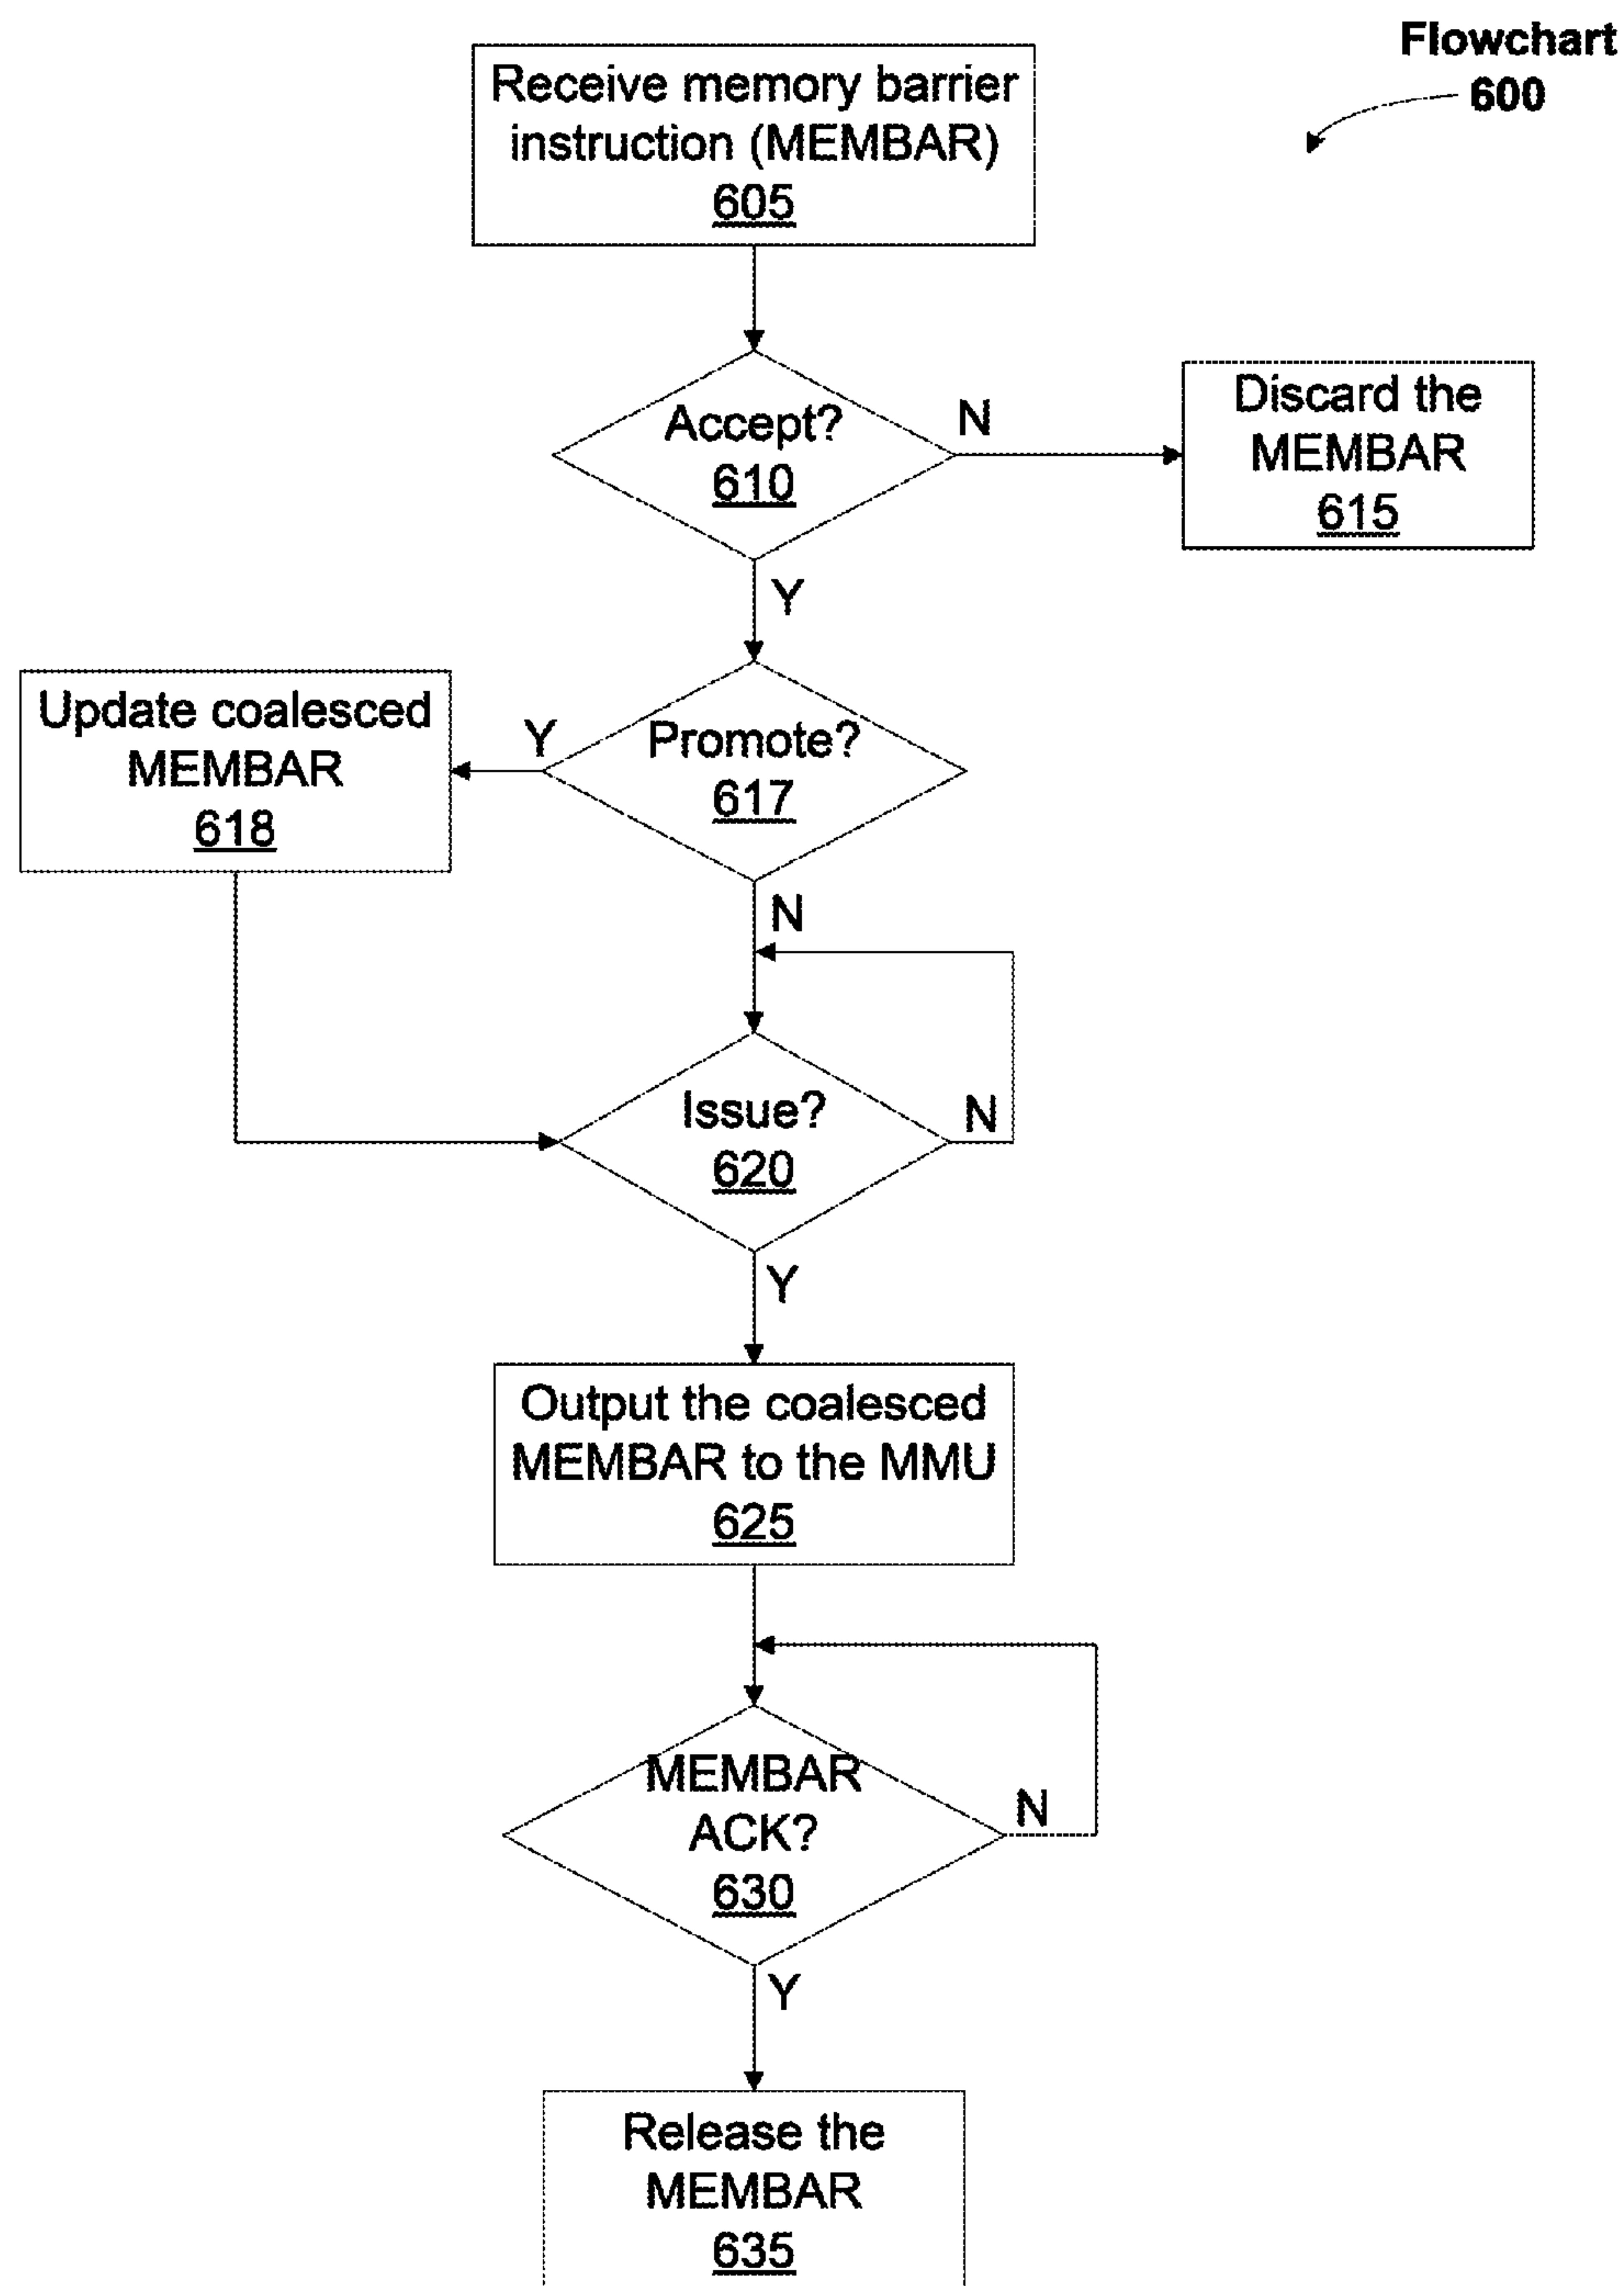 Flowchart
600
Receive memory barrier
instruction (MEMBAR)
605
Accept?
610
N
Discard the
MEMBAR
615
Y
Promote?
617
Y
Update coalesced
MEMBAR
618
N
Issue?
620
N
Y
Output the coalesced
MEMBAR to the MMU
625
MEMBAR
ACK?
630
N
Y
Release the
MEMBAR
635